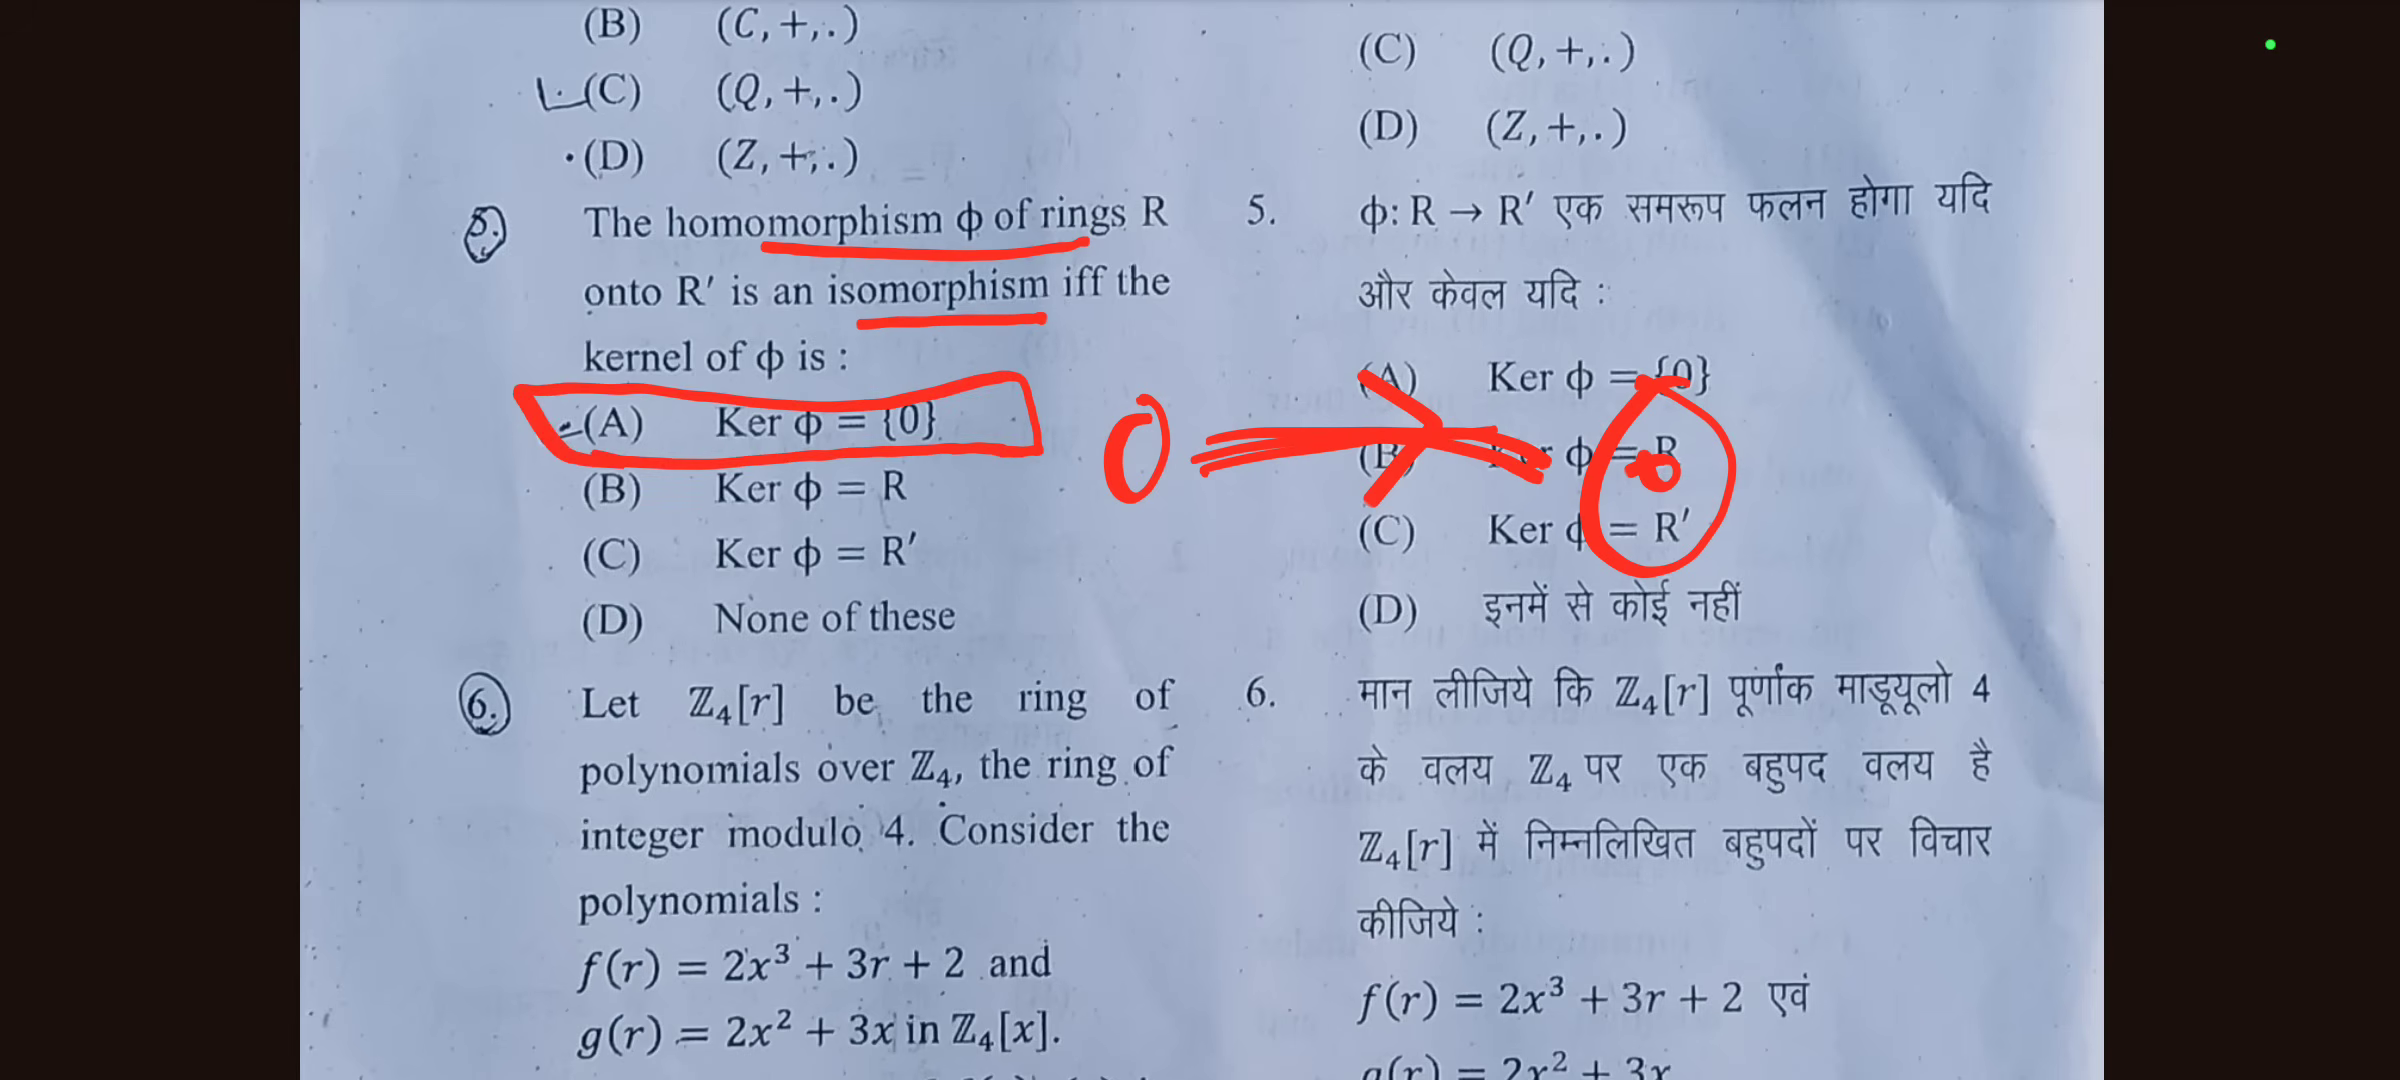 (B) (C, +,.)
(C) (Q, +,.)
(D) (Z, +,.)
5. The homomorphism ϕ of rings R
onto R′ is an isomorphism iff the
kernel of ϕ is :
(A) Ker ϕ = {0}
(B) Ker ϕ = R
(C) Ker ϕ = R′
(D) None of these
6. Let ℤ₄[r] be the ring of
polynomials over ℤ₄, the ring of
integer modulo 4. Consider the
polynomials :
f(r) = 2x³ + 3r + 2 and
g(r) = 2x² + 3x in ℤ₄[x].
(C) (Q, +,.)
(D) (Z, +,.)
5. ϕ: R → R′ एक समरूप फलन होगा यदि
और केवल यदि :
(A) Ker ϕ = {0}
(B) Ker ϕ = R
(C) Ker ϕ = R′
(D) इनमें से कोई नहीं
0
6. मान लीजिये कि ℤ₄[r] पूर्णांक माडूयूलो 4
के वलय ℤ₄ पर एक बहुपद वलय है
ℤ₄[r] में निम्नलिखित बहुपदों पर विचार
कीजिये :
f(r) = 2x³ + 3r + 2 एवं
g(r) = 2x² + 3x